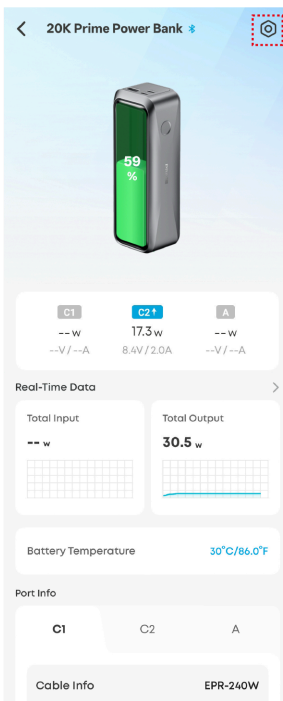 20K Prime Power Bank
59
%
C1 C2↑ A
-- w 17.3 w -- w
--V/--A 8.4V/2.0A --V/--A
Real-Time Data >
Total Input Total Output
-- w 30.5 w
Battery Temperature 30°C/86.0°F
Port Info
C1 C2 A
Cable Info EPR-240W